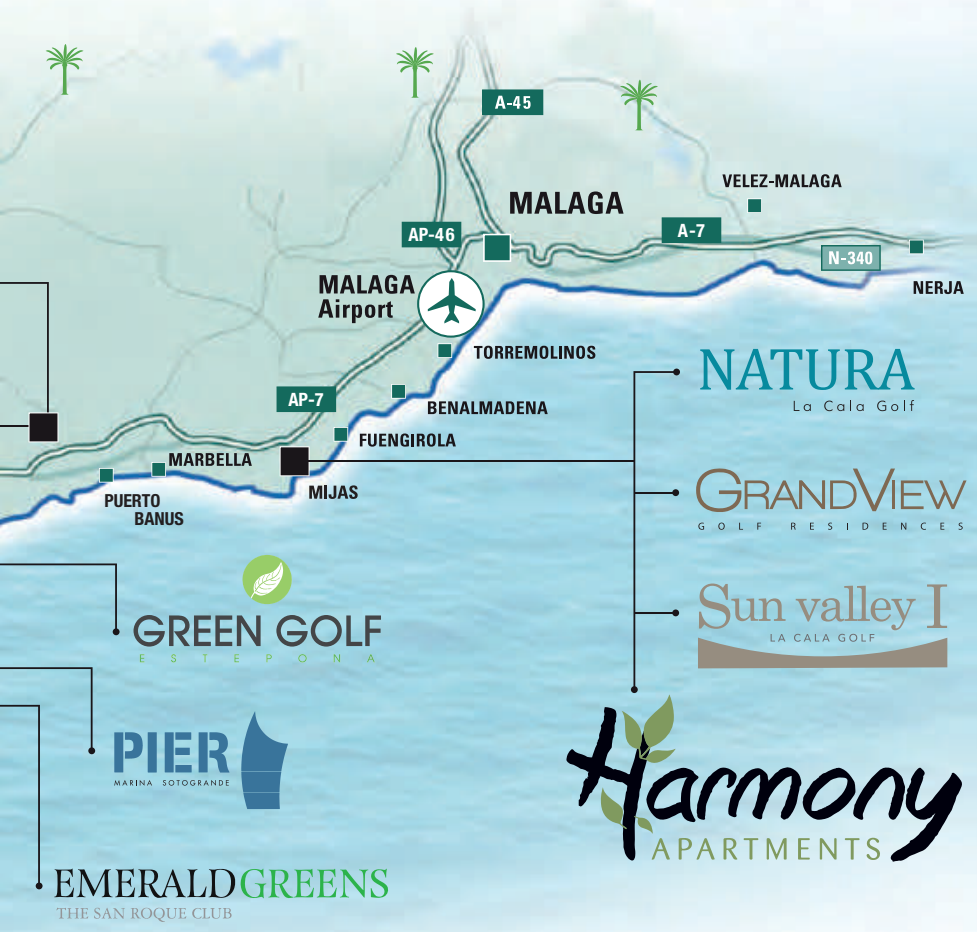 A-45
VELEZ-MALAGA
MALAGA
A-7
AP-46
N-340
MALAGA
Airport
NERJA
TORREMOLINOS
NATURA
La Cala Golf
AP-7
BENALMADENA
FUENGIROLA
MARBELLA
MIJAS
PUERTO
BANUS
GRANDVIEW
GOLF RESIDENCES
Sun valley I
LA CALA GOLF
GREEN GOLF
ESTEPONA
PIER
MARINA SOTOGRANDE
Harmony
APARTMENTS
EMERALDGREENS
THE SAN ROQUE CLUB